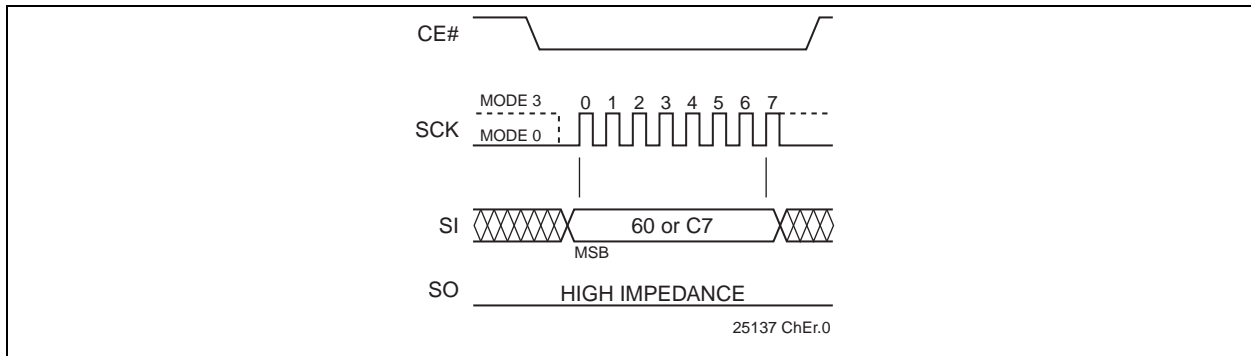 CE#
MODE 3
0 1 2 3 4 5 6 7
SCK
MODE 0
SI
60 or C7
MSB
SO
HIGH IMPEDANCE
25137 ChEr.0